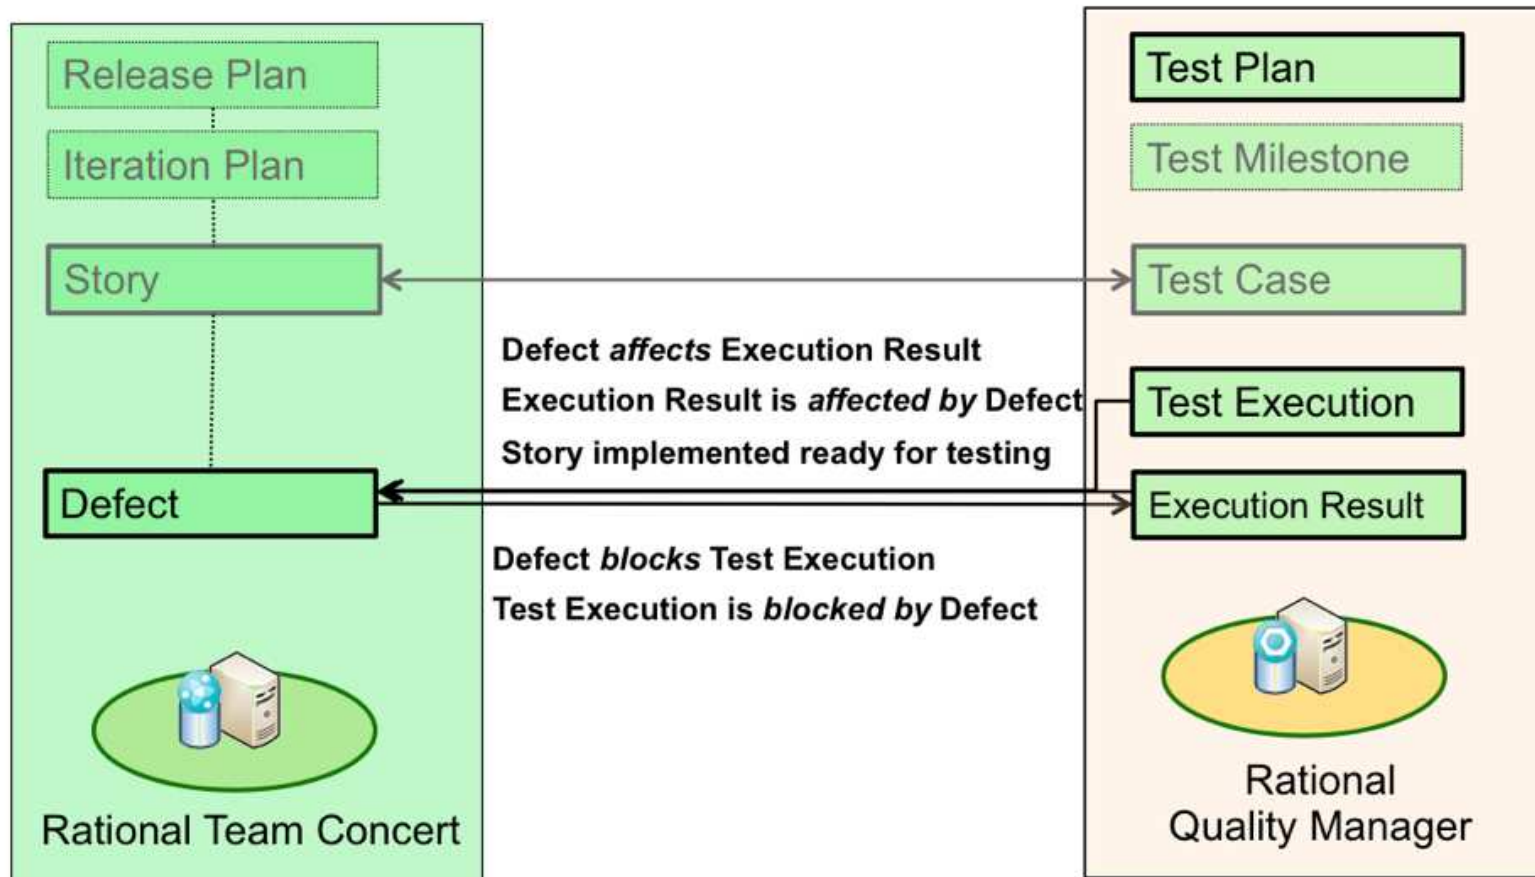 Release Plan
Iteration Plan
Story
Defect
Rational Team Concert
Defect affects Execution Result
Execution Result is affected by Defect
Story implemented ready for testing
Defect blocks Test Execution
Test Execution is blocked by Defect
Test Plan
Test Milestone
Test Case
Test Execution
Execution Result
Rational
Quality Manager